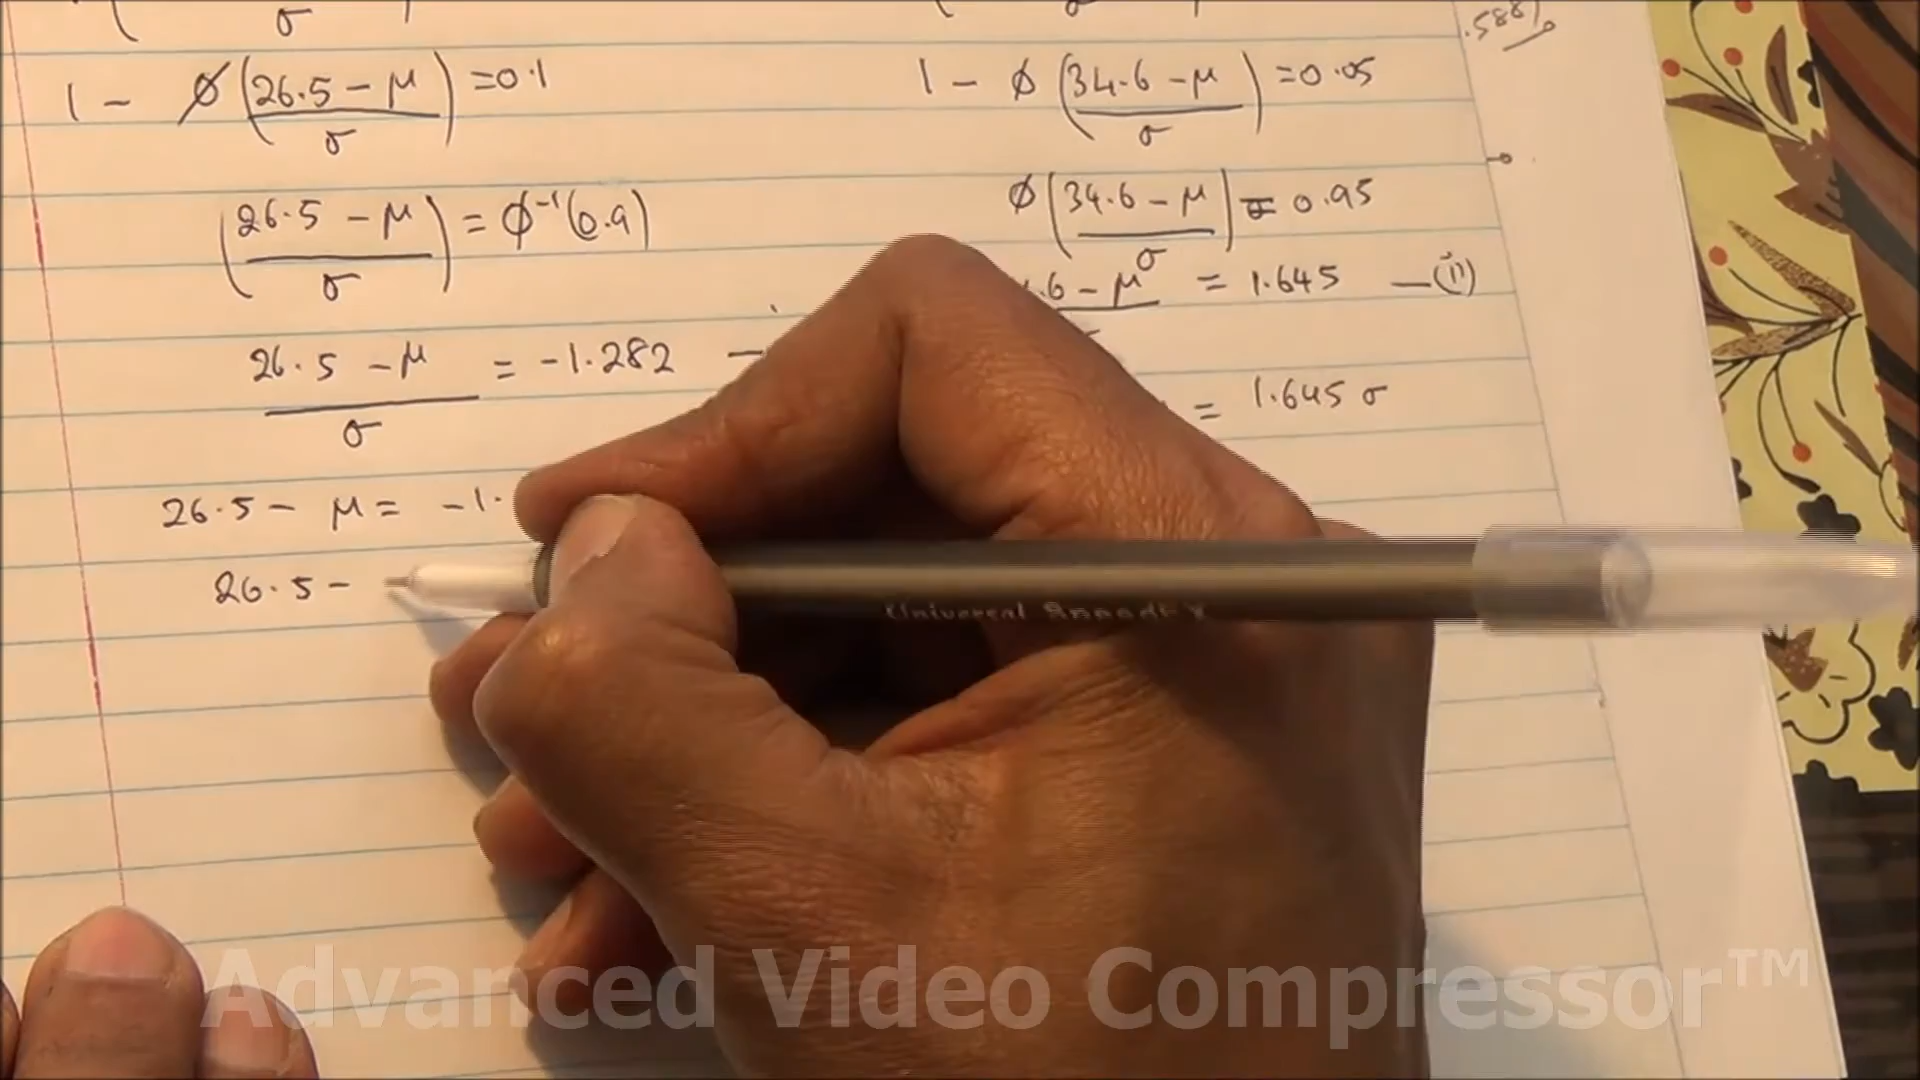 1 - ϕ(26.5 - μ / σ) = 0.1
(26.5 - μ / σ) = ϕ⁻¹(0.9)
26.5 - μ / σ = -1.282
26.5 - μ = -1.
26.5 -
1 - ϕ(34.6 - μ / σ) = 0.05
ϕ(34.6 - μ / σ) = 0.95
.6 - μ = 1.645 — (ii)
= 1.645 σ
.588
Universal
Advanced Video Compressor™